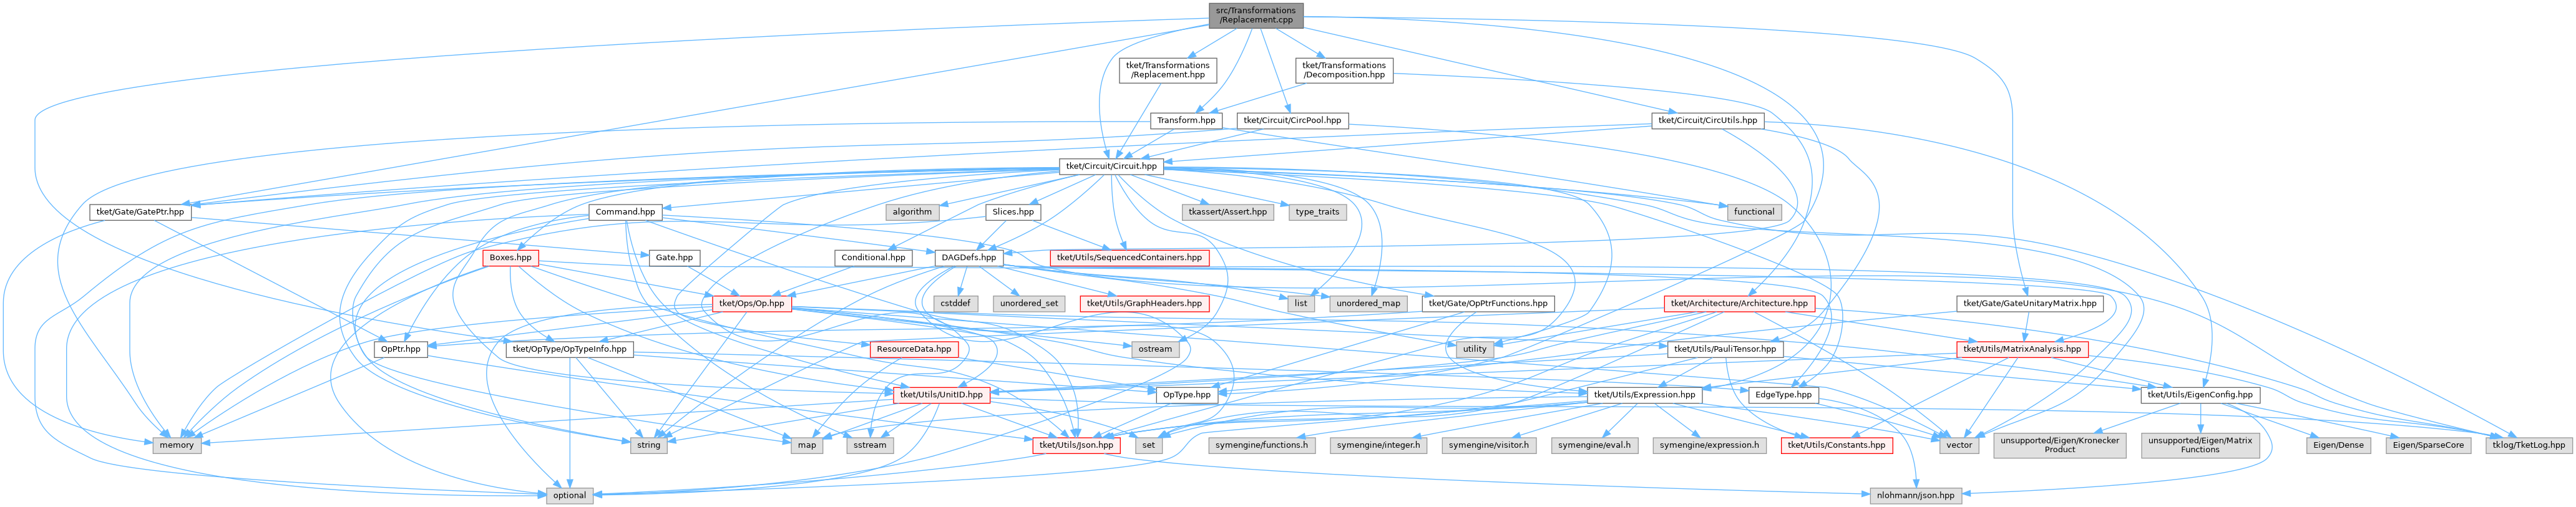 src/Transformations
/Replacement.cpp
tket/Transformations
/Replacement.hpp
tket/Transformations
/Decomposition.hpp
Transform.hpp
tket/Circuit/CircPool.hpp
tket/Circuit/CircUtils.hpp
tket/Circuit/Circuit.hpp
tket/Gate/GatePtr.hpp
Command.hpp
algorithm
Slices.hpp
tkassert/Assert.hpp
type_traits
functional
Boxes.hpp
Gate.hpp
Conditional.hpp
DAGDefs.hpp
tket/Utils/SequencedContainers.hpp
tket/Ops/Op.hpp
cstddef
unordered_set
tket/Utils/GraphHeaders.hpp
list
unordered_map
tket/Gate/OpPtrFunctions.hpp
tket/Architecture/Architecture.hpp
tket/Gate/GateUnitaryMatrix.hpp
OpPtr.hpp
tket/OpType/OpTypeInfo.hpp
ResourceData.hpp
ostream
utility
tket/Utils/PauliTensor.hpp
tket/Utils/MatrixAnalysis.hpp
tket/Utils/UnitID.hpp
OpType.hpp
tket/Utils/Expression.hpp
EdgeType.hpp
tket/Utils/EigenConfig.hpp
memory
string
map
sstream
tket/Utils/Json.hpp
set
symengine/functions.h
symengine/integer.h
symengine/visitor.h
symengine/eval.h
symengine/expression.h
tket/Utils/Constants.hpp
vector
unsupported/Eigen/Kronecker
Product
unsupported/Eigen/Matrix
Functions
Eigen/Dense
Eigen/SparseCore
tklog/TketLog.hpp
optional
nlohmann/json.hpp